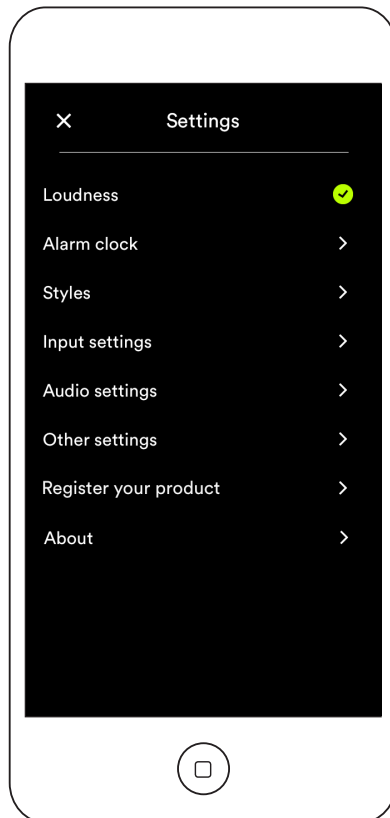 Settings
Loudness
Alarm clock
Styles
Input settings
Audio settings
Other settings
Register your product
About